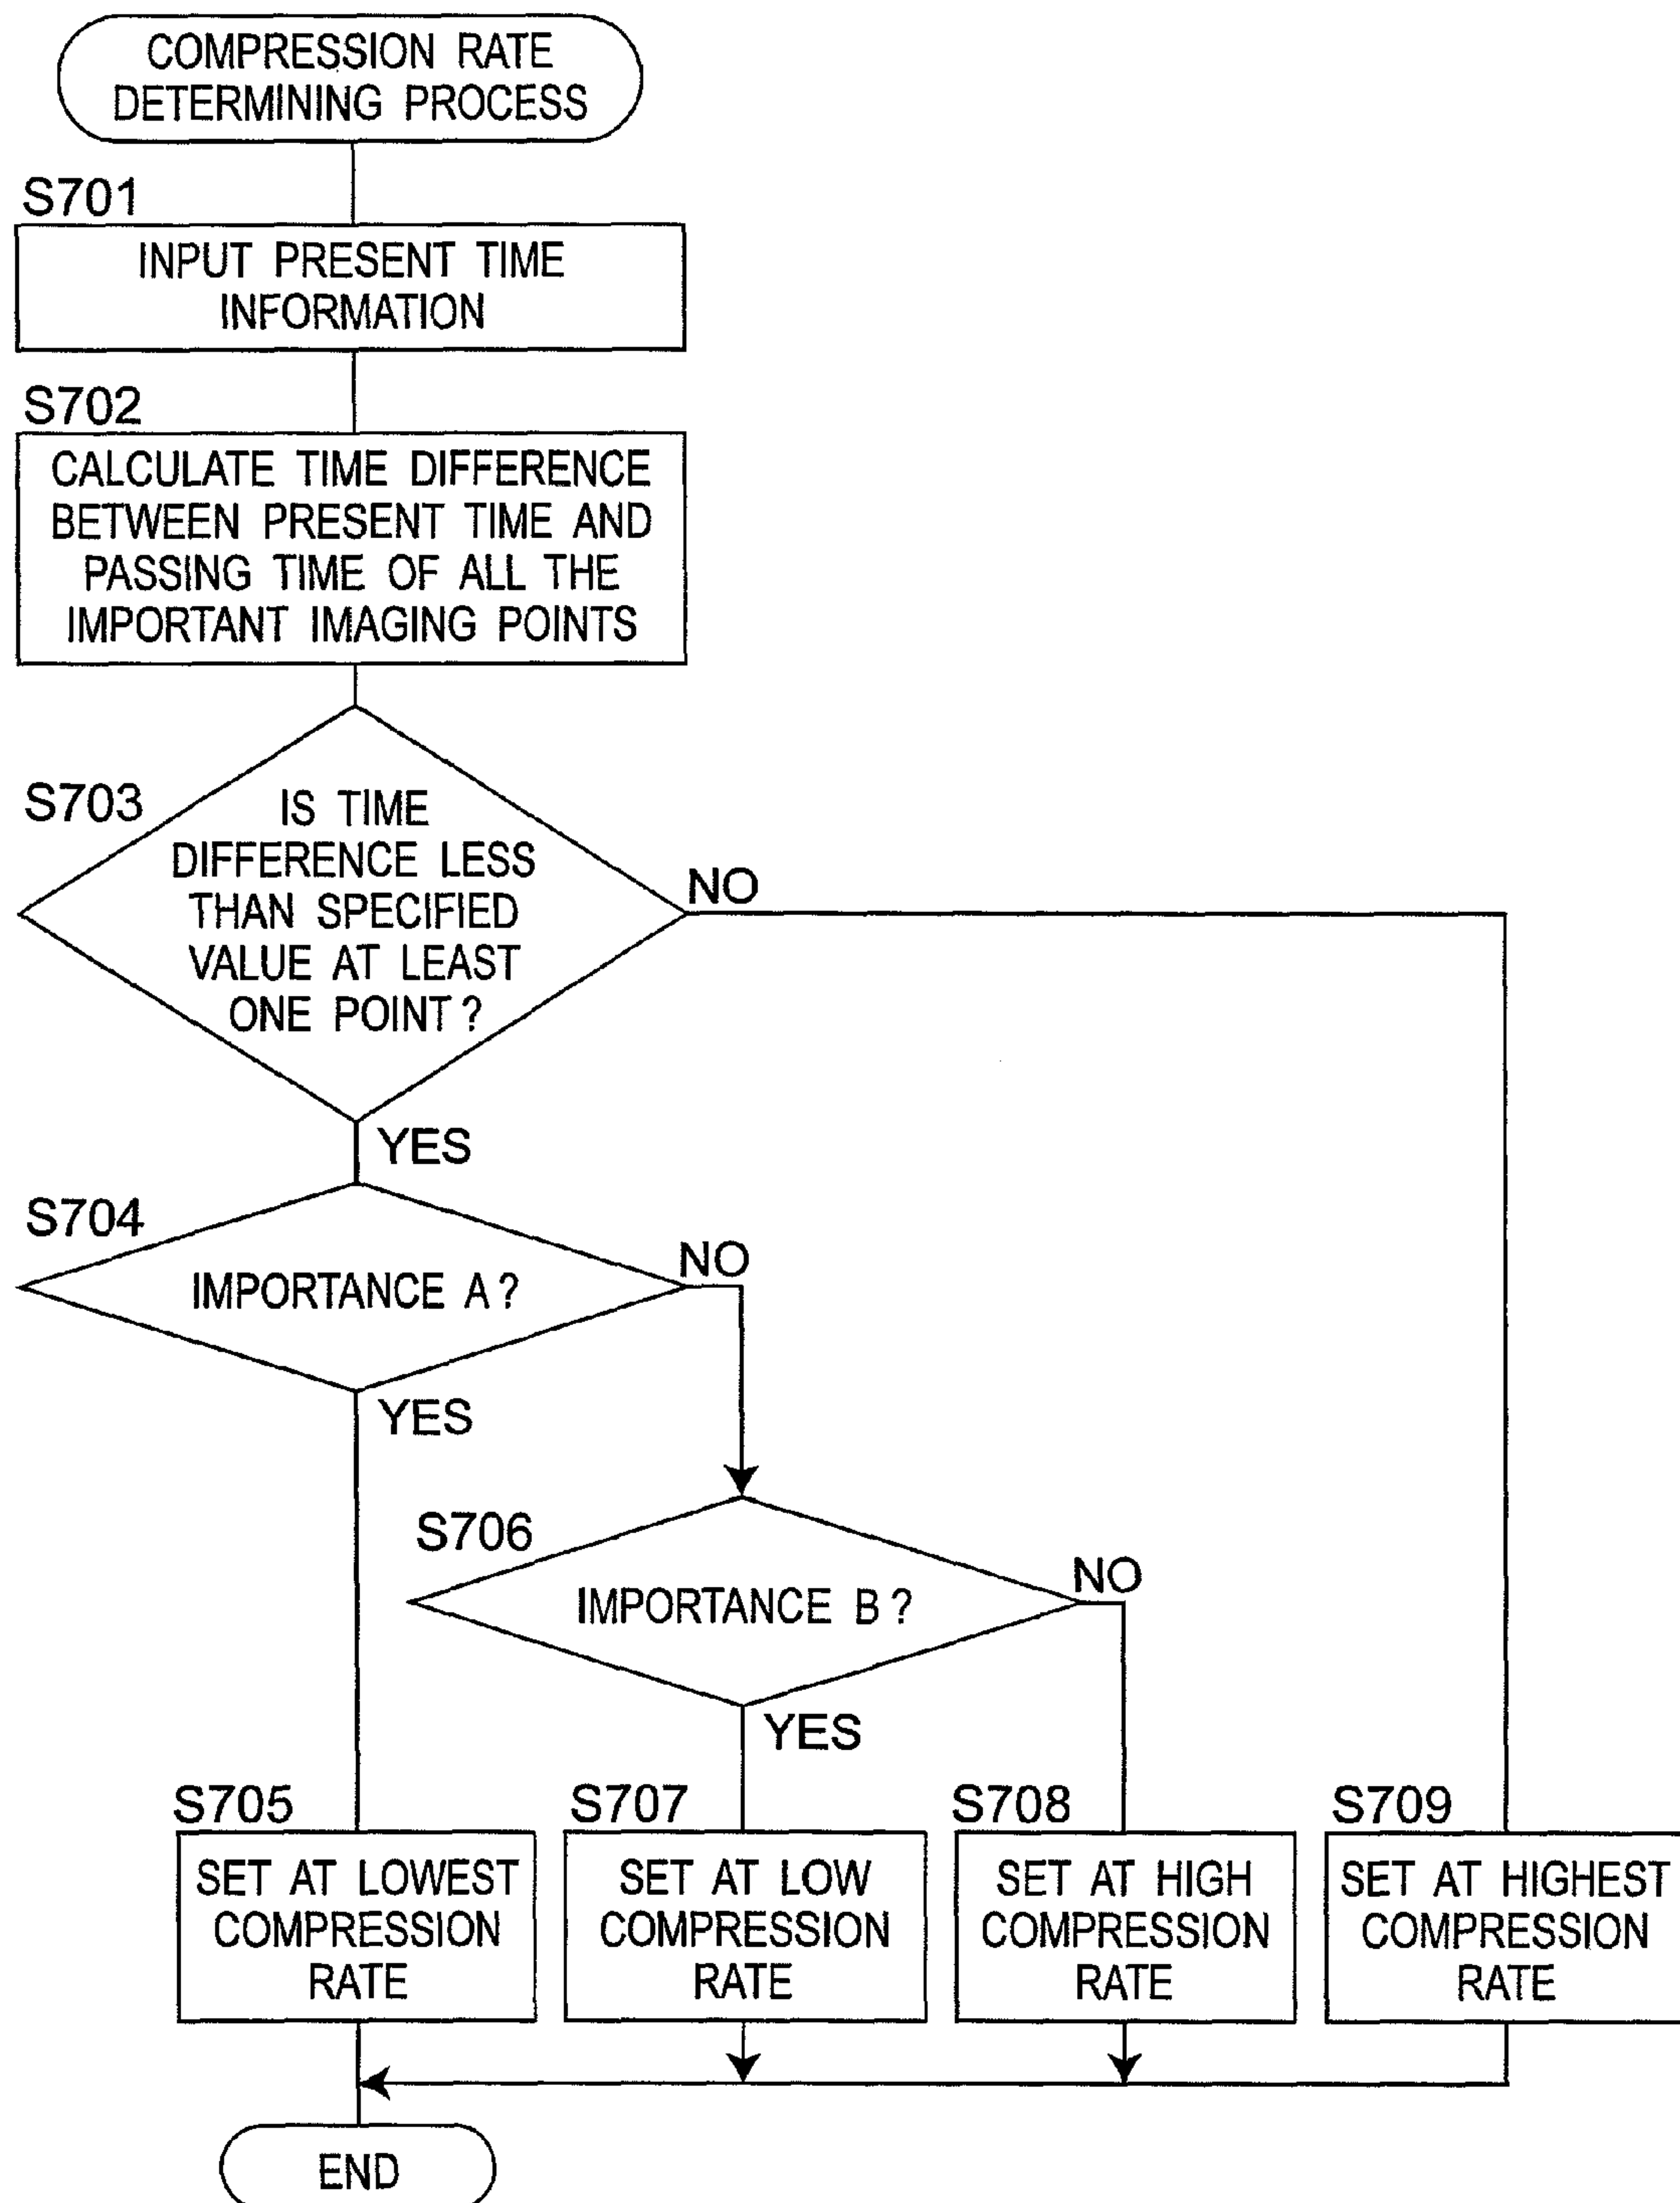 COMPRESSION RATE
DETERMINING PROCESS
S701
INPUT PRESENT TIME
INFORMATION
S702
CALCULATE TIME DIFFERENCE
BETWEEN PRESENT TIME AND
PASSING TIME OF ALL THE
IMPORTANT IMAGING POINTS
S703
IS TIME
DIFFERENCE LESS
THAN SPECIFIED
VALUE AT LEAST
ONE POINT?
NO
YES
S704
IMPORTANCE A?
NO
YES
S706
IMPORTANCE B?
NO
YES
S705
SET AT LOWEST
COMPRESSION
RATE
S707
SET AT LOW
COMPRESSION
RATE
S708
SET AT HIGH
COMPRESSION
RATE
S709
SET AT HIGHEST
COMPRESSION
RATE
END